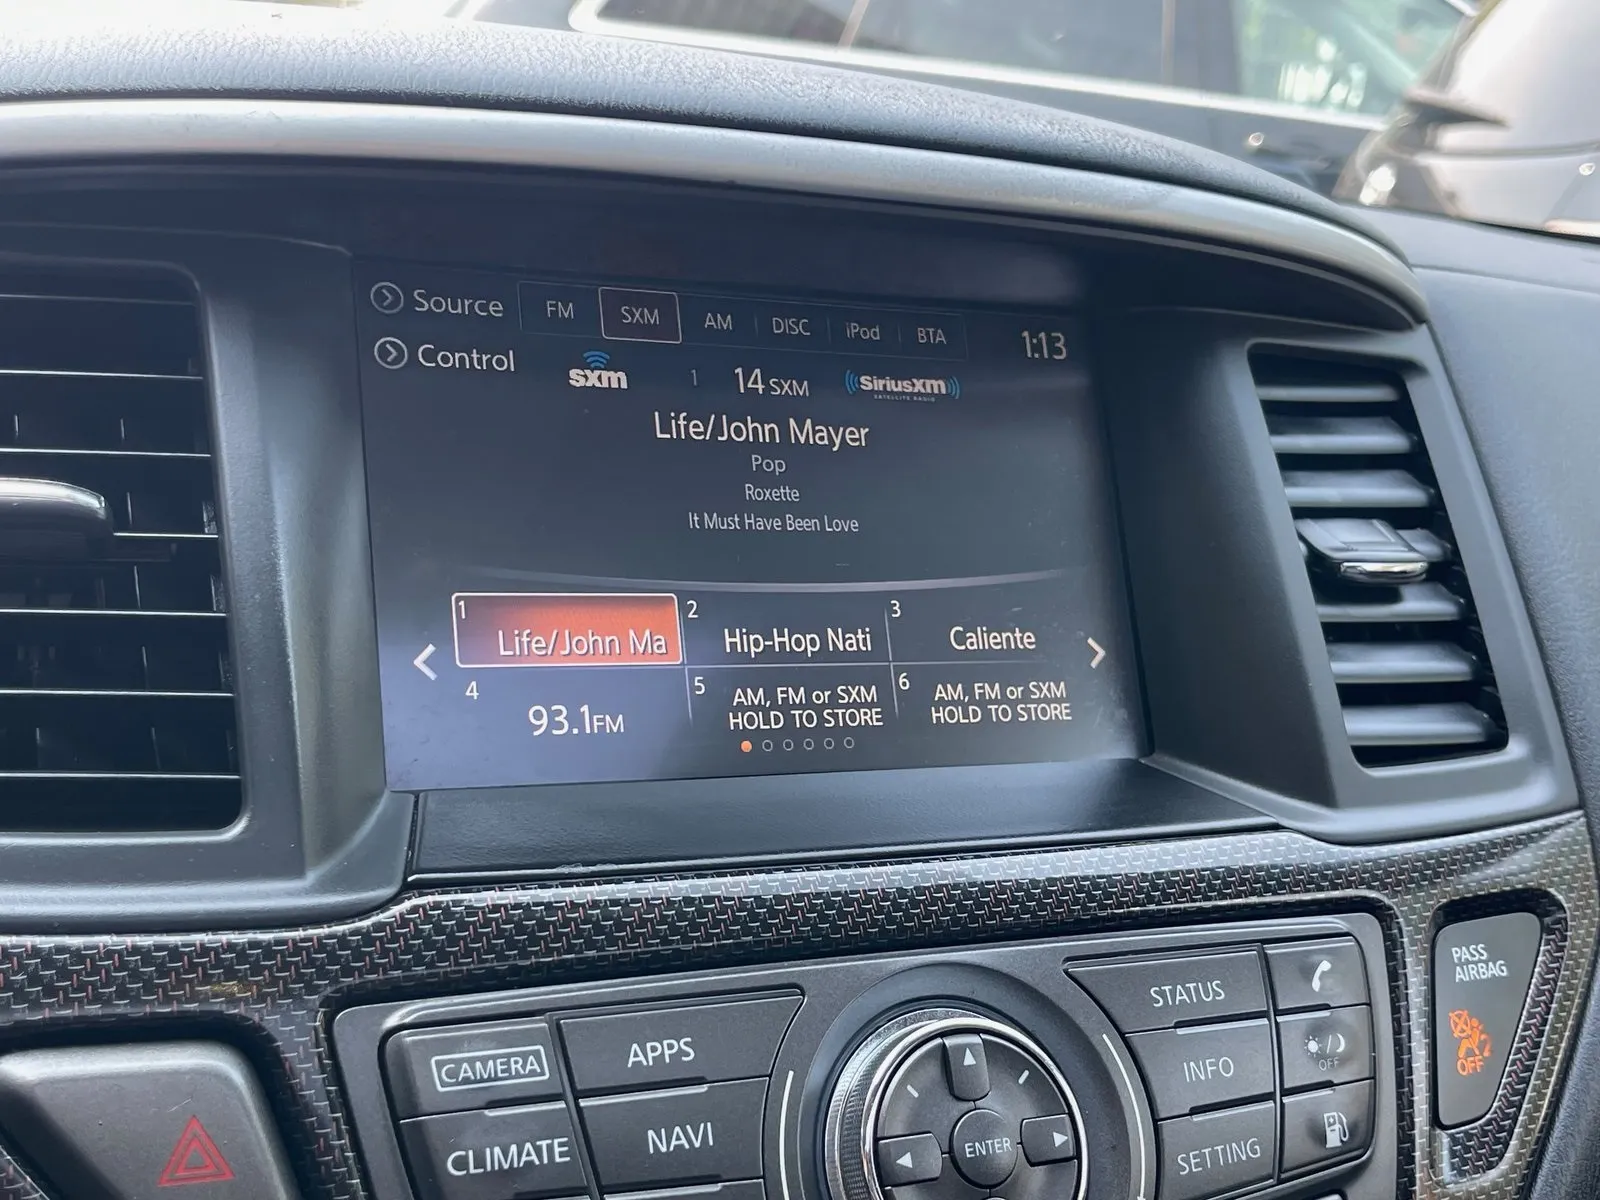 Source FM SXM AM DISC iPod BTA 1:13
Control sxm 1 14 SXM SiriusXM
SATELLITE RADIO
Life/John Mayer
Pop
Roxette
It Must Have Been Love
1 Life/John Ma 2 Hip-Hop Nati 3 Caliente
4 93.1FM 5 AM, FM or SXM 6 AM, FM or SXM
HOLD TO STORE HOLD TO STORE
PASS
AIRBAG
OFF
CAMERA APPS STATUS
CLIMATE NAVI ENTER INFO OFF
SETTING